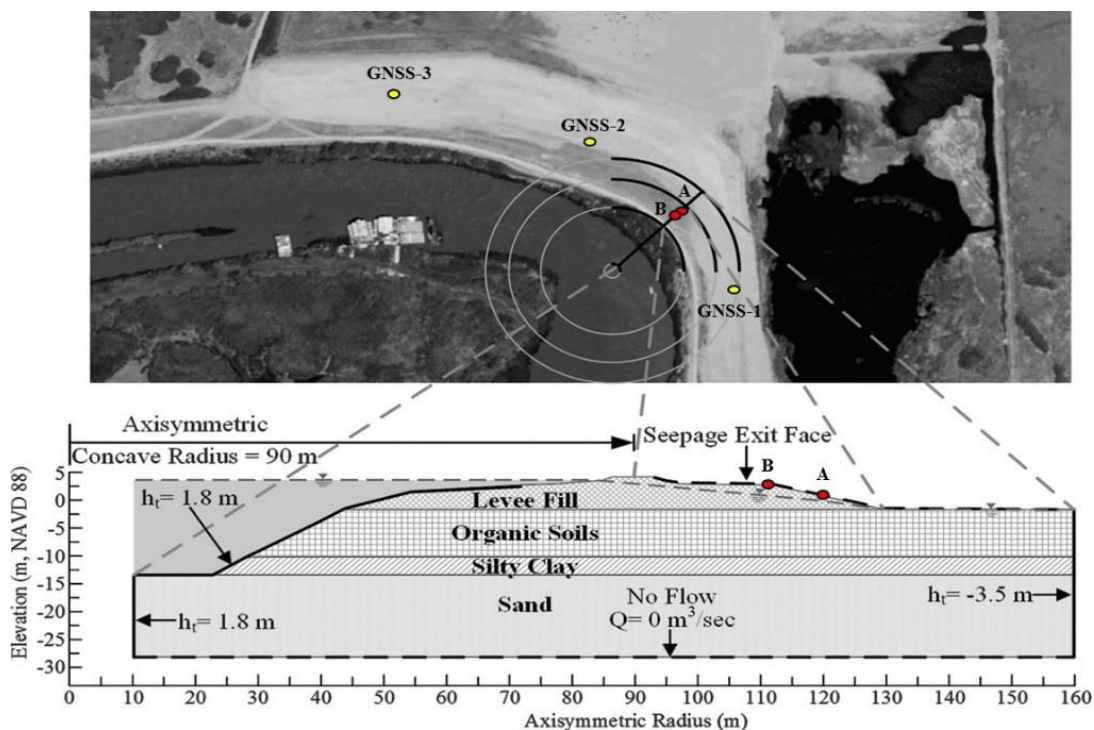 GNSS-3
GNSS-2
A
B
GNSS-1
Axisymmetric
Concave Radius = 90 m
Seepage Exit Face
B
A
5
0
-5
-10
-15
-20
-25
-30
Elevation (m, NAVD 88)
hₜ= 1.8 m
Levee Fill
Organic Soils
Silty Clay
Sand
hₜ= 1.8 m
No Flow
Q= 0 m³/sec
hₜ= -3.5 m
0 10 20 30 40 50 60 70 80 90 100 110 120 130 140 150 160
Axisymmetric Radius (m)